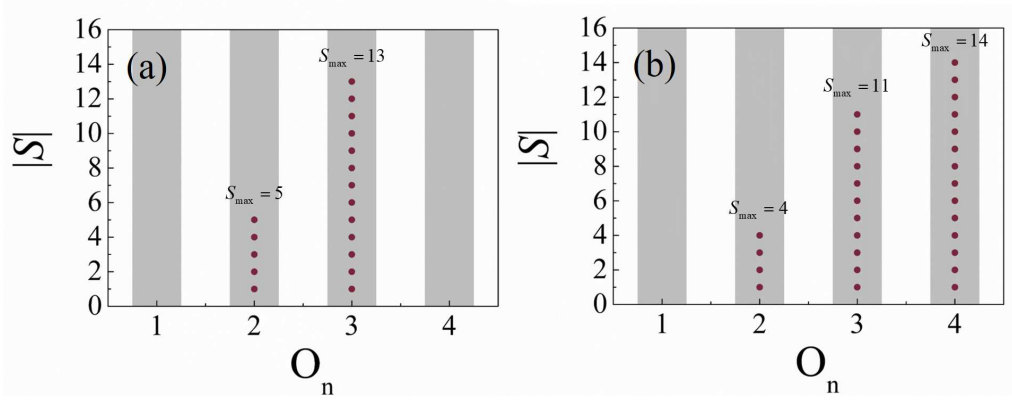 (a)
|S|
16
14
12
10
8
6
4
2
0
S_max = 5
S_max = 13
1 2 3 4
O_n
(b)
|S|
16
14
12
10
8
6
4
2
0
S_max = 4
S_max = 11
S_max = 14
1 2 3 4
O_n